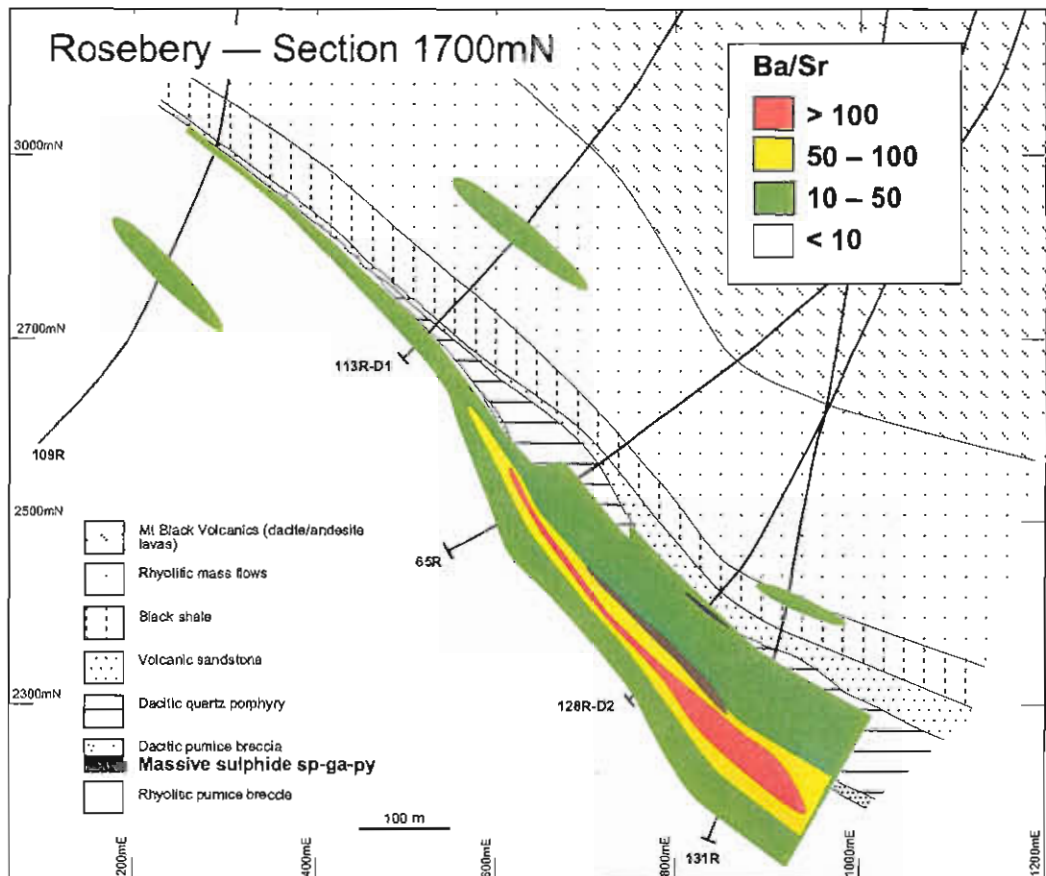 Rosebery — Section 1700mN
Ba/Sr
> 100
50 – 100
10 – 50
< 10
3000mN
2700mN
2500mN
2300mN
113R-D1
109R
65R
128R-D2
131R
Mt Black Volcanics (dacite/andesite
lavas)
Rhyolitic mass flows
Black shale
Volcanic sandstone
Dacitic quartz porphyry
Dacitic pumice breccia
Massive sulphide sp-ga-py
Rhyolitic pumice breccia
100 m
200mE
400mE
600mE
800mE
1000mE
1200mE